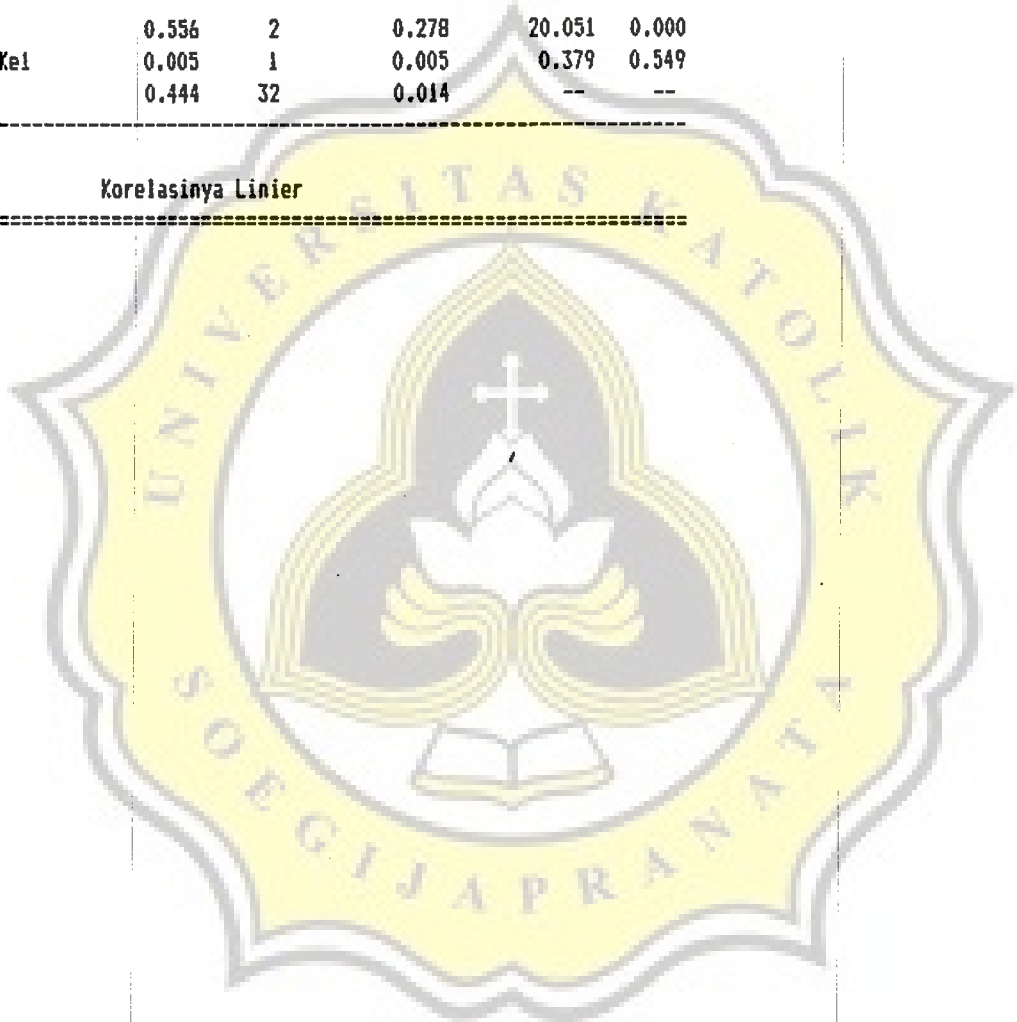 0.556 2 0.278 20.051 0.000
Ke1 0.005 1 0.005 0.379 0.549
0.444 32 0.014 -- --
Korelasinya Linier
UNIVERSITAS KATOLIK
SOEGIJAPRANATA